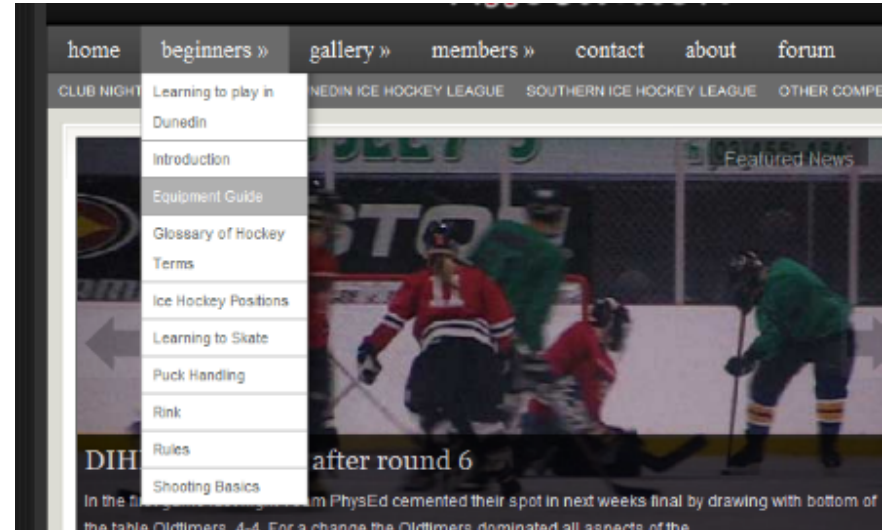 home beginners » gallery » members » contact about forum
CLUB NIGHT NEDIN ICE HOCKEY LEAGUE SOUTHERN ICE HOCKEY LEAGUE OTHER COMPE
Learning to play in
Dunedin
Introduction
Equipment Guide
Glossary of Hockey
Terms
Ice Hockey Positions
Learning to Skate
Puck Handling
Rink
Rules
Shooting Basics
Featured News
11
DIH after round 6
In the fi am PhysEd cemented their spot in next weeks final by drawing with bottom of
the table Oldtimers, 4-4. For a change the Oldtimers dominated all aspects of the